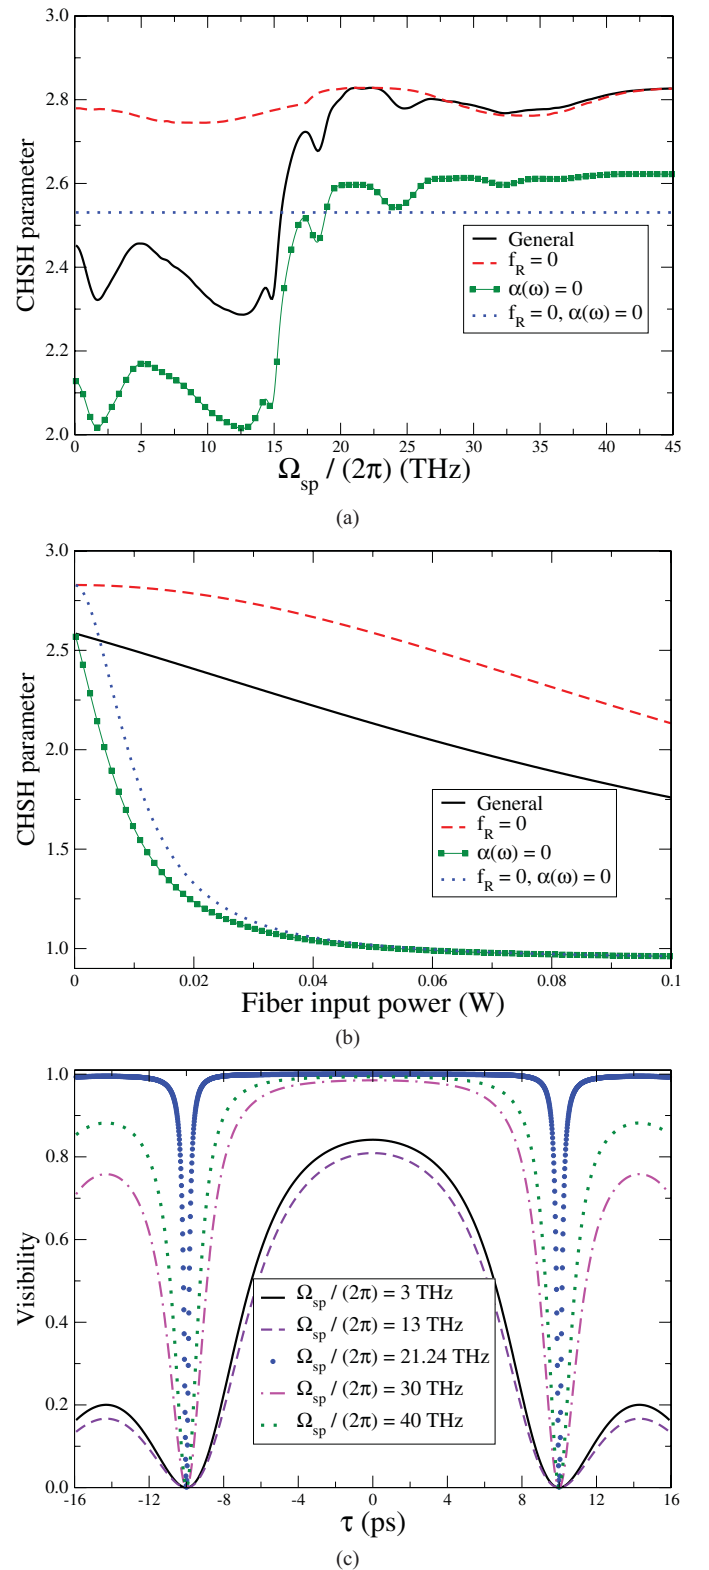 3.0
2.8
2.6
2.4
2.2
2.0
CHSH parameter
General
f_R = 0
α(ω) = 0
f_R = 0, α(ω) = 0
0 5 10 15 20 25 30 35 40 45
Ω_sp / (2π) (THz)
(a)
3.0
2.5
2.0
1.5
1.0
CHSH parameter
General
f_R = 0
α(ω) = 0
f_R = 0, α(ω) = 0
0 0.02 0.04 0.06 0.08 0.1
Fiber input power (W)
(b)
1.0
0.8
0.6
0.4
0.2
0.0
Visibility
Ω_sp / (2π) = 3 THz
Ω_sp / (2π) = 13 THz
Ω_sp / (2π) = 21.24 THz
Ω_sp / (2π) = 30 THz
Ω_sp / (2π) = 40 THz
-16 -12 -8 -4 0 4 8 12 16
τ (ps)
(c)